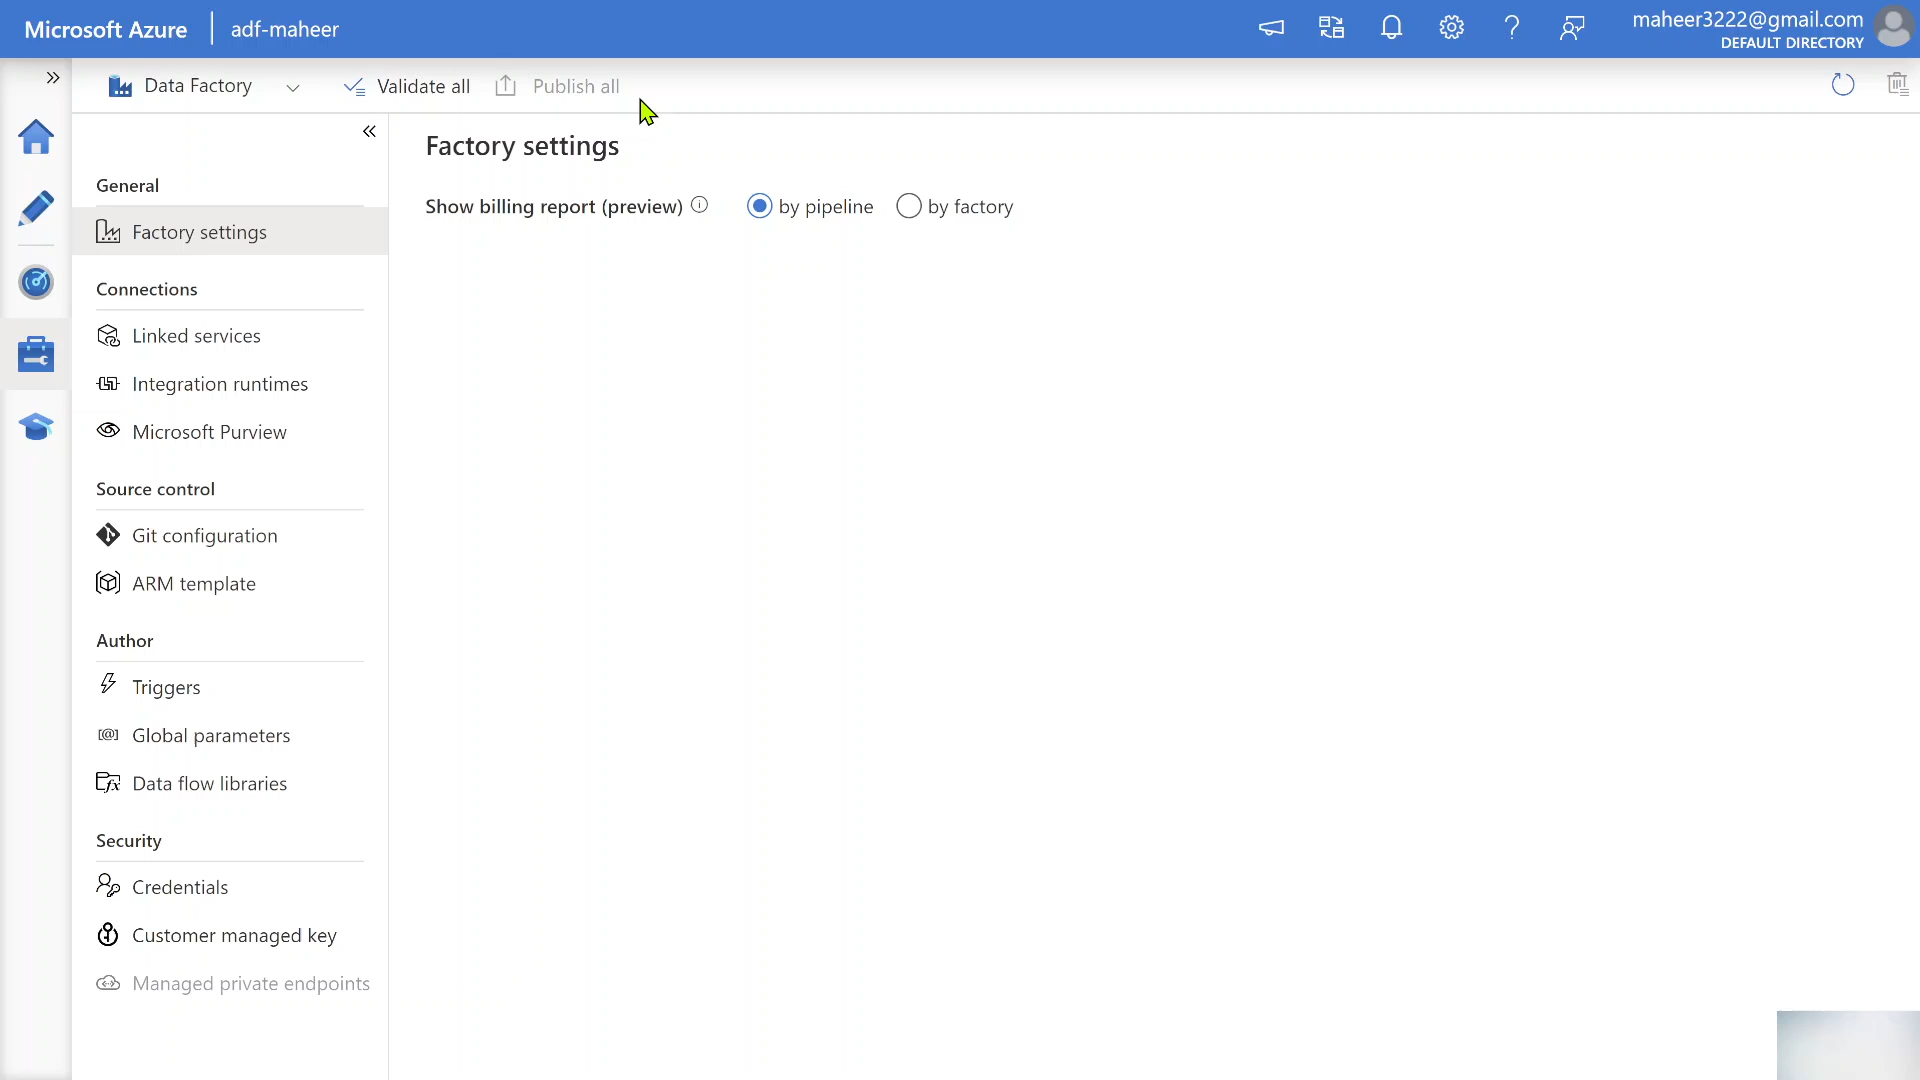 Microsoft Azure
adf-maheer
maheer3222@gmail.com
DEFAULT DIRECTORY
Data Factory
Validate all
Publish all
Factory settings
Show billing report (preview)
by pipeline
by factory
General
Factory settings
Connections
Linked services
Integration runtimes
Microsoft Purview
Source control
Git configuration
ARM template
Author
Triggers
Global parameters
Data flow libraries
Security
Credentials
Customer managed key
Managed private endpoints